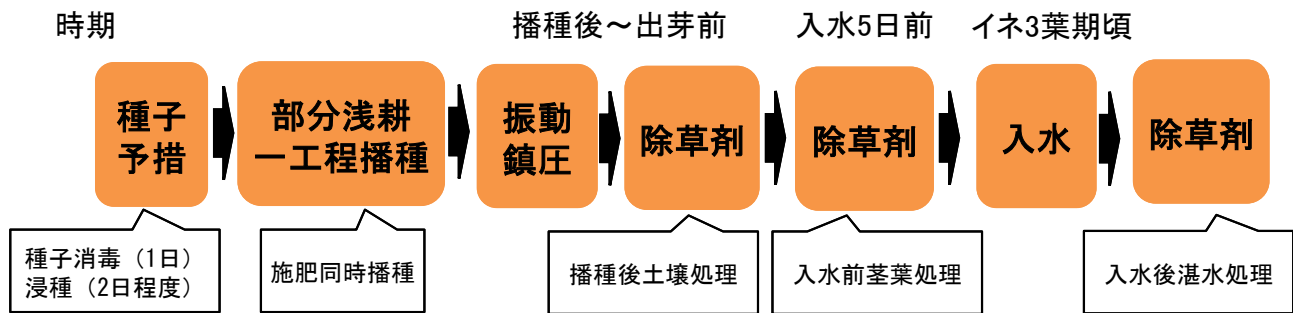 時期
播種後～出芽前
入水5日前
イネ3葉期頃
種子
予措
部分浅耕
一工程播種
振動
鎮圧
除草剤
除草剤
入水
除草剤
種子消毒（1日）
浸種（2日程度）
施肥同時播種
播種後土壌処理
入水前茎葉処理
入水後湛水処理